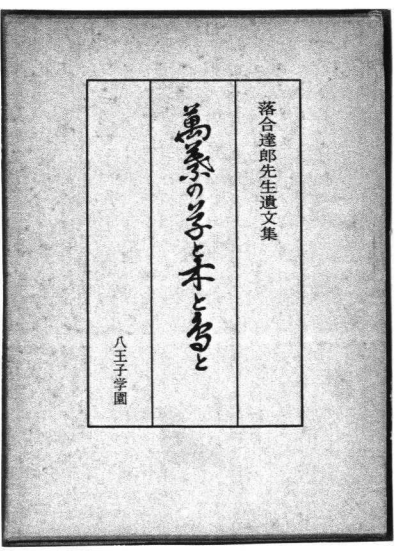 落合達郎先生遺文集
萬葉の草と木と鳥と
八王子学園